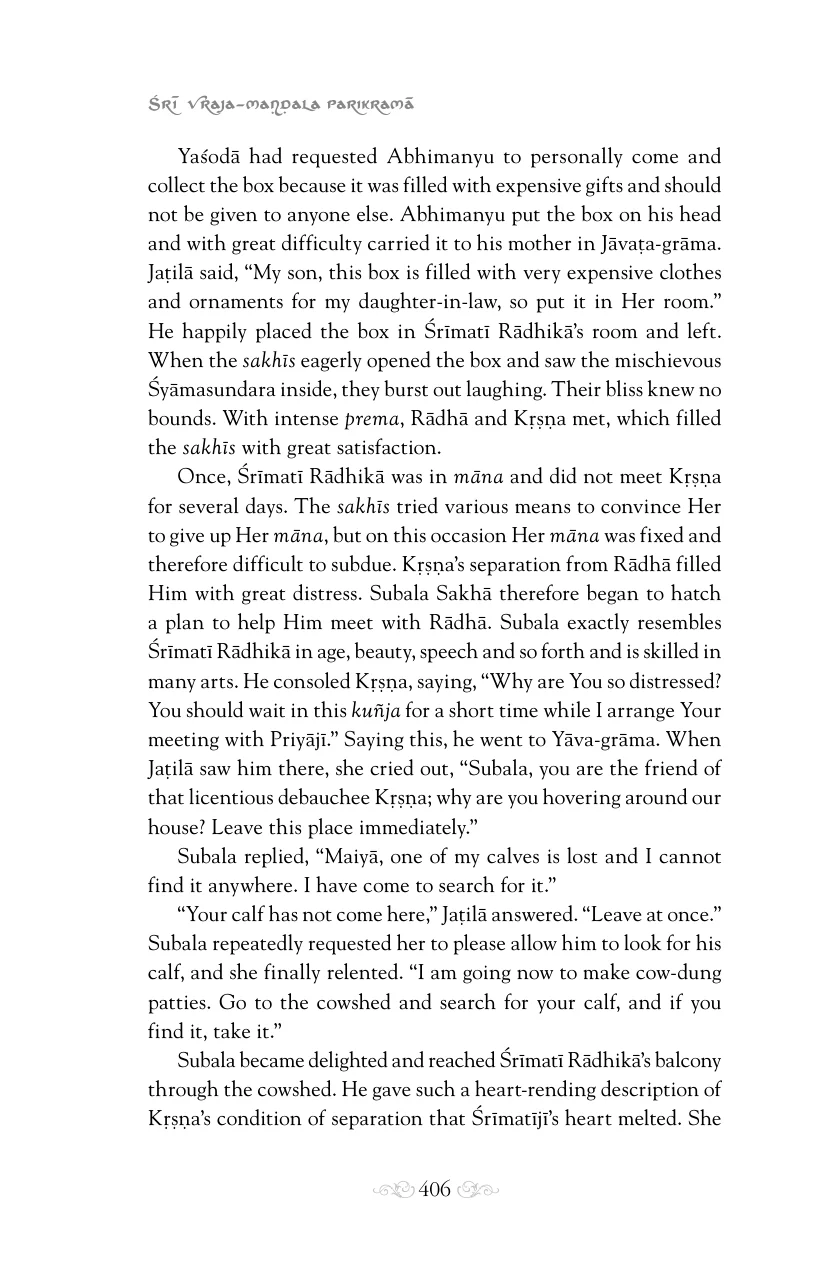 Śrī Vraja-maṇḍala Parikramā
Yaśodā had requested Abhimanyu to personally come and
collect the box because it was filled with expensive gifts and should
not be given to anyone else. Abhimanyu put the box on his head
and with great difficulty carried it to his mother in Jāvaṭa-grāma.
Jaṭilā said, “My son, this box is filled with very expensive clothes
and ornaments for my daughter-in-law, so put it in Her room.”
He happily placed the box in Śrīmatī Rādhikā’s room and left.
When the sakhīs eagerly opened the box and saw the mischievous
Śyāmasundara inside, they burst out laughing. Their bliss knew no
bounds. With intense prema, Rādhā and Kṛṣṇa met, which filled
the sakhīs with great satisfaction.
Once, Śrīmatī Rādhikā was in māna and did not meet Kṛṣṇa
for several days. The sakhīs tried various means to convince Her
to give up Her māna, but on this occasion Her māna was fixed and
therefore difficult to subdue. Kṛṣṇa’s separation from Rādhā filled
Him with great distress. Subala Sakhā therefore began to hatch
a plan to help Him meet with Rādhā. Subala exactly resembles
Śrīmatī Rādhikā in age, beauty, speech and so forth and is skilled in
many arts. He consoled Kṛṣṇa, saying, “Why are You so distressed?
You should wait in this kuñja for a short time while I arrange Your
meeting with Priyājī.” Saying this, he went to Yāva-grāma. When
Jaṭilā saw him there, she cried out, “Subala, you are the friend of
that licentious debauchee Kṛṣṇa; why are you hovering around our
house? Leave this place immediately.”
Subala replied, “Maiyā, one of my calves is lost and I cannot
find it anywhere. I have come to search for it.”
“Your calf has not come here,” Jaṭilā answered. “Leave at once.”
Subala repeatedly requested her to please allow him to look for his
calf, and she finally relented. “I am going now to make cow-dung
patties. Go to the cowshed and search for your calf, and if you
find it, take it.”
Subala became delighted and reached Śrīmatī Rādhikā’s balcony
through the cowshed. He gave such a heart-rending description of
Kṛṣṇa’s condition of separation that Śrīmatījī’s heart melted. She
406